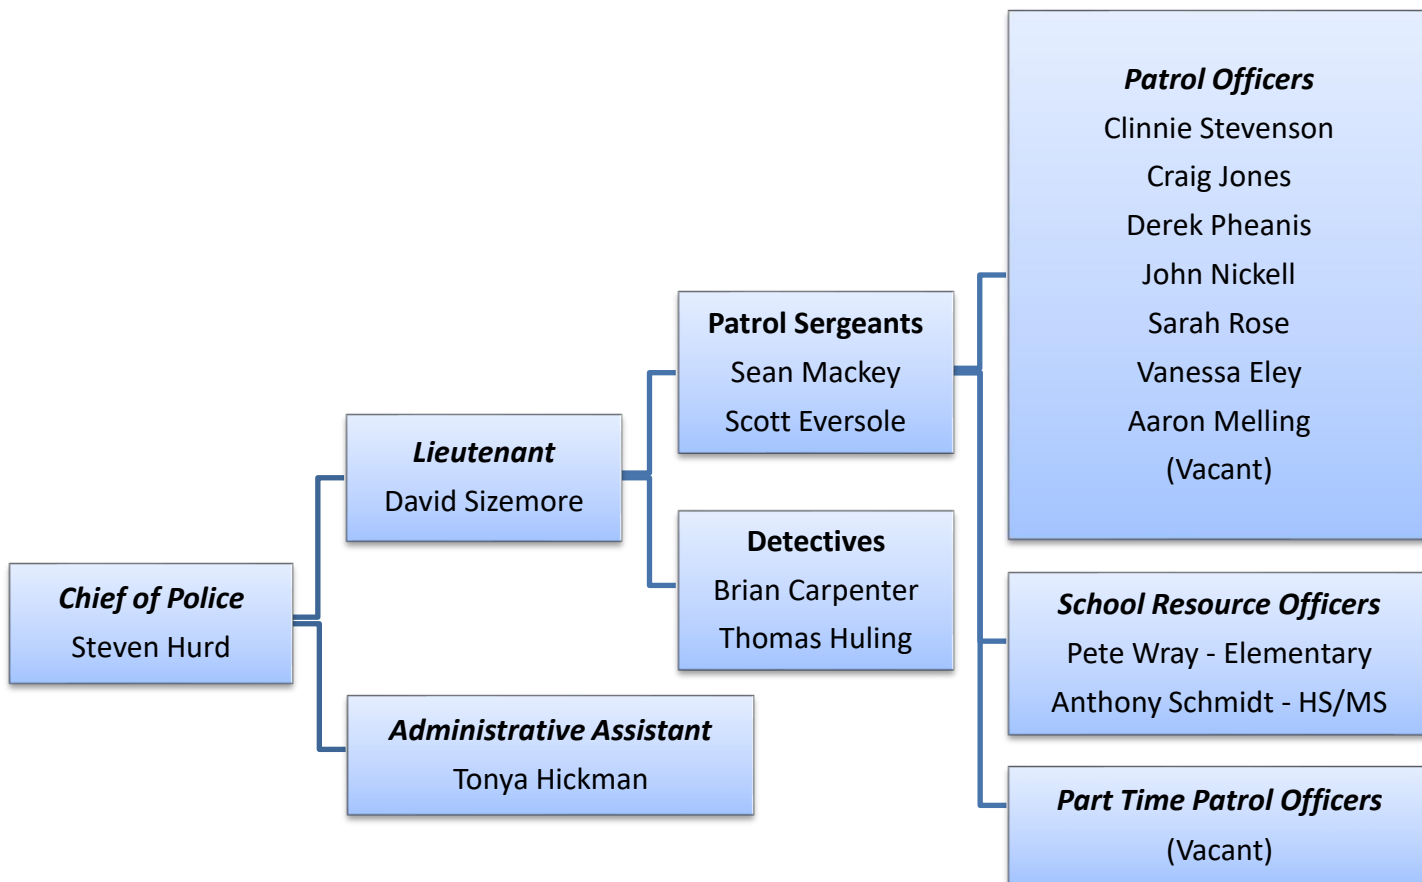 Chief of Police
Steven Hurd
Lieutenant
David Sizemore
Administrative Assistant
Tonya Hickman
Patrol Sergeants
Sean Mackey
Scott Eversole
Detectives
Brian Carpenter
Thomas Huling
Patrol Officers
Clinnie Stevenson
Craig Jones
Derek Pheanis
John Nickell
Sarah Rose
Vanessa Eley
Aaron Melling
(Vacant)
School Resource Officers
Pete Wray - Elementary
Anthony Schmidt - HS/MS
Part Time Patrol Officers
(Vacant)